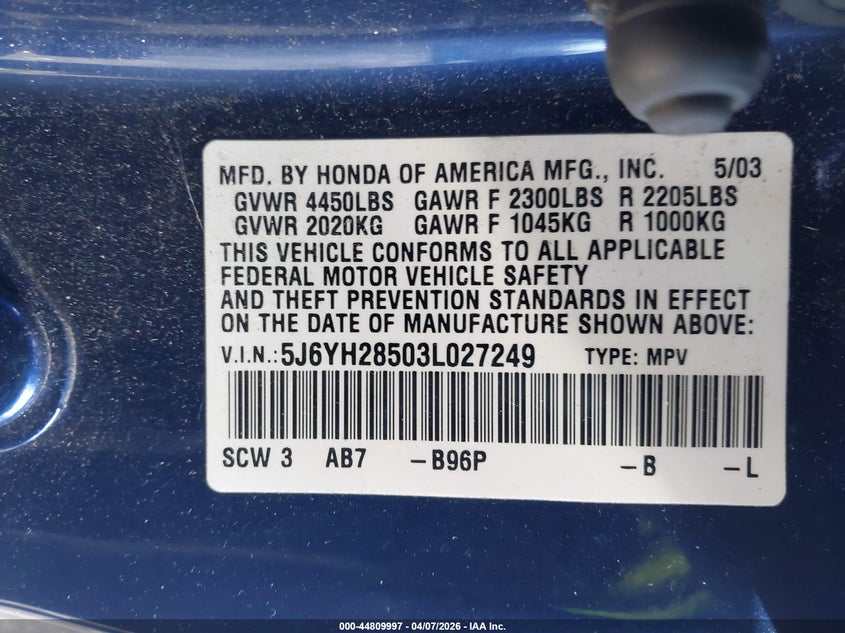 MFD. BY HONDA OF AMERICA MFG., INC. 5/03
GVWR 4450LBS GAWR F 2300LBS R 2205LBS
GVWR 2020KG GAWR F 1045KG R 1000KG
THIS VEHICLE CONFORMS TO ALL APPLICABLE
FEDERAL MOTOR VEHICLE SAFETY
AND THEFT PREVENTION STANDARDS IN EFFECT
ON THE DATE OF MANUFACTURE SHOWN ABOVE:
V.I.N.: 5J6YH28503L027249 TYPE: MPV
SCW 3 AB7 –B96P –B –L
000-44809997 - 04/07/2026 - IAA Inc.